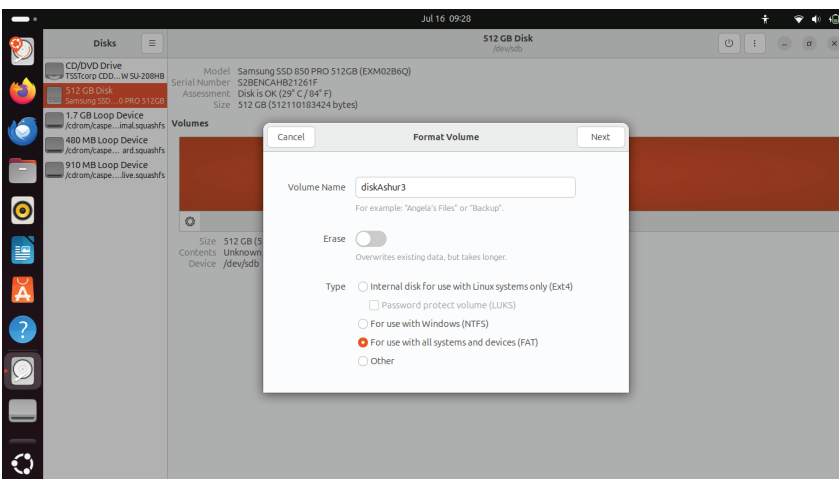 Jul 16 09:28
Disks
512 GB Disk
/dev/sdb
CD/DVD Drive
TSSTcorp CDD...W SU-208HB
512 GB Disk
Samsung SSD...0 PRO 512GB
1.7 GB Loop Device
/cdrom/caspe...imal.squashfs
480 MB Loop Device
/cdrom/caspe... ard.squashfs
910 MB Loop Device
/cdrom/caspe...live.squashfs
Model Samsung SSD 850 PRO 512GB (EXM02B6Q)
Serial Number S2BENCAHB21261F
Assessment Disk is OK (29° C / 84° F)
Size 512 GB (512110183424 bytes)
Volumes
Size 512 GB (5
Contents Unknown
Device /dev/sdb
Cancel
Format Volume
Next
Volume Name diskAshur3
For example: “Angela’s Files” or “Backup”.
Erase
Overwrites existing data, but takes longer.
Type Internal disk for use with Linux systems only (Ext4)
Password protect volume (LUKS)
For use with Windows (NTFS)
For use with all systems and devices (FAT)
Other